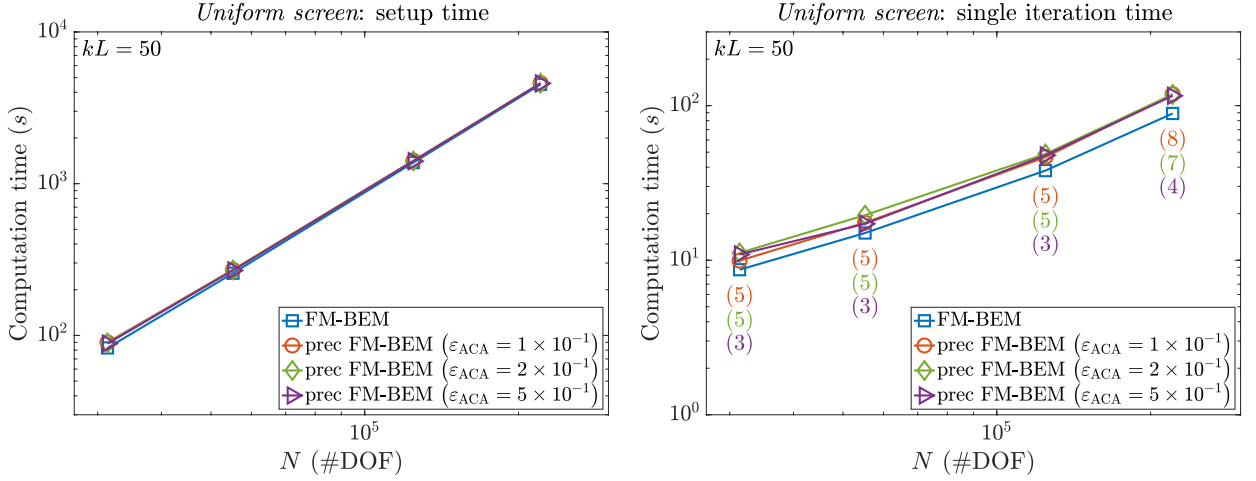 Uniform screen: setup time
kL = 50
10^4
10^3
10^2
Computation time (s)
10^5
N (#DOF)
FM-BEM
prec FM-BEM (ε_ACA = 1 × 10^-1)
prec FM-BEM (ε_ACA = 2 × 10^-1)
prec FM-BEM (ε_ACA = 5 × 10^-1)
Uniform screen: single iteration time
kL = 50
10^2
10^1
10^0
Computation time (s)
(5)
(5)
(3)
(5)
(5)
(3)
(5)
(5)
(3)
(8)
(7)
(4)
10^5
N (#DOF)
FM-BEM
prec FM-BEM (ε_ACA = 1 × 10^-1)
prec FM-BEM (ε_ACA = 2 × 10^-1)
prec FM-BEM (ε_ACA = 5 × 10^-1)